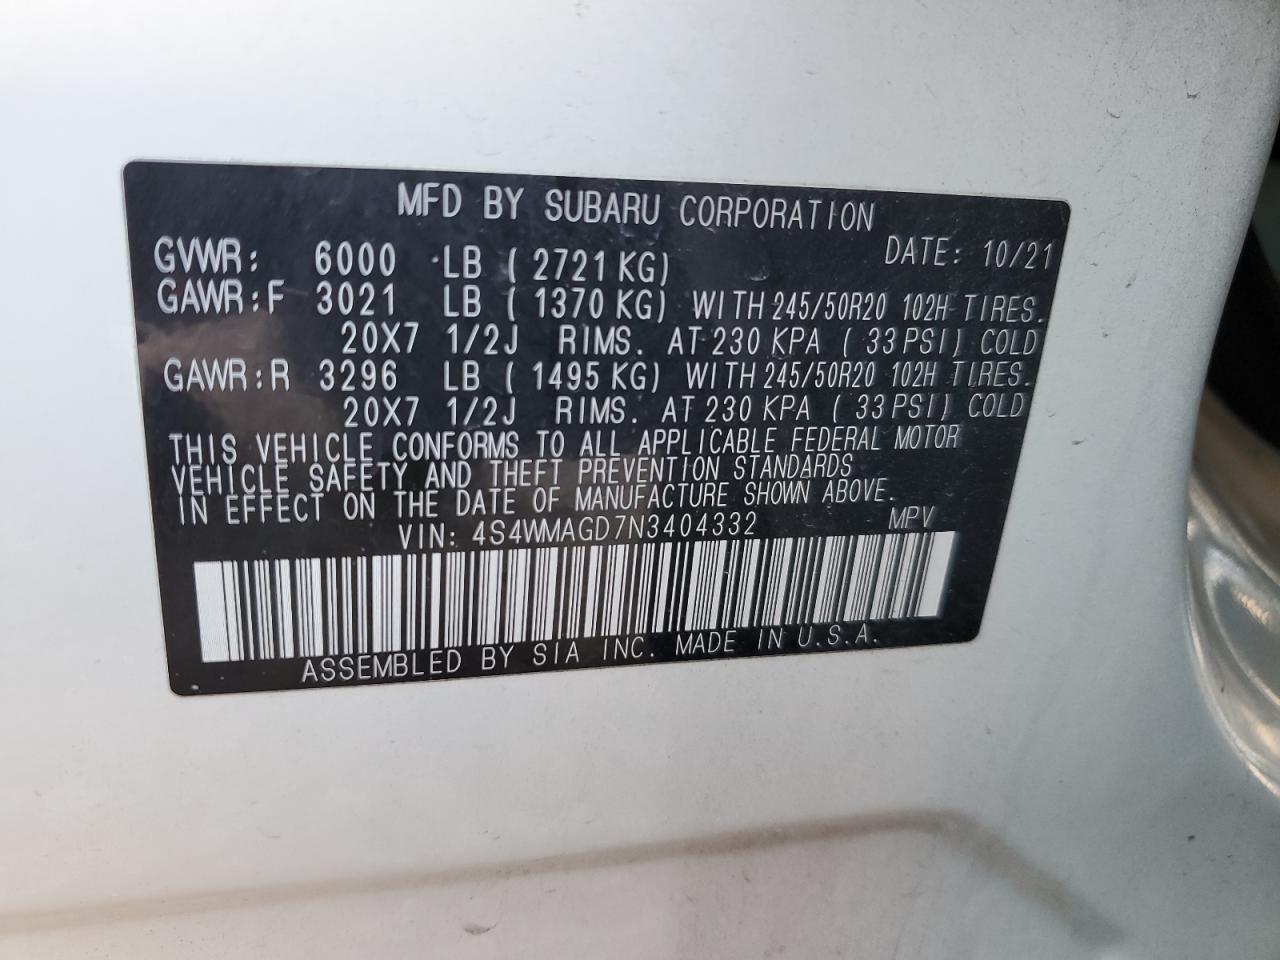 MFD BY SUBARU CORPORATION
DATE: 10/21
GVWR: 6000 LB ( 2721 KG)
GAWR:F 3021 LB ( 1370 KG) WITH 245/50R20 102H TIRES.
20X7 1/2J RIMS. AT 230 KPA ( 33 PSI) COLD
GAWR:R 3296 LB ( 1495 KG) WITH 245/50R20 102H TIRES.
20X7 1/2J RIMS. AT 230 KPA ( 33 PSI) COLD
THIS VEHICLE CONFORMS TO ALL APPLICABLE FEDERAL MOTOR
VEHICLE SAFETY AND THEFT PREVENTION STANDARDS
IN EFFECT ON THE DATE OF MANUFACTURE SHOWN ABOVE.
VIN: 4S4WMAGD7N3404332 MPV
ASSEMBLED BY SIA INC. MADE IN U.S.A.